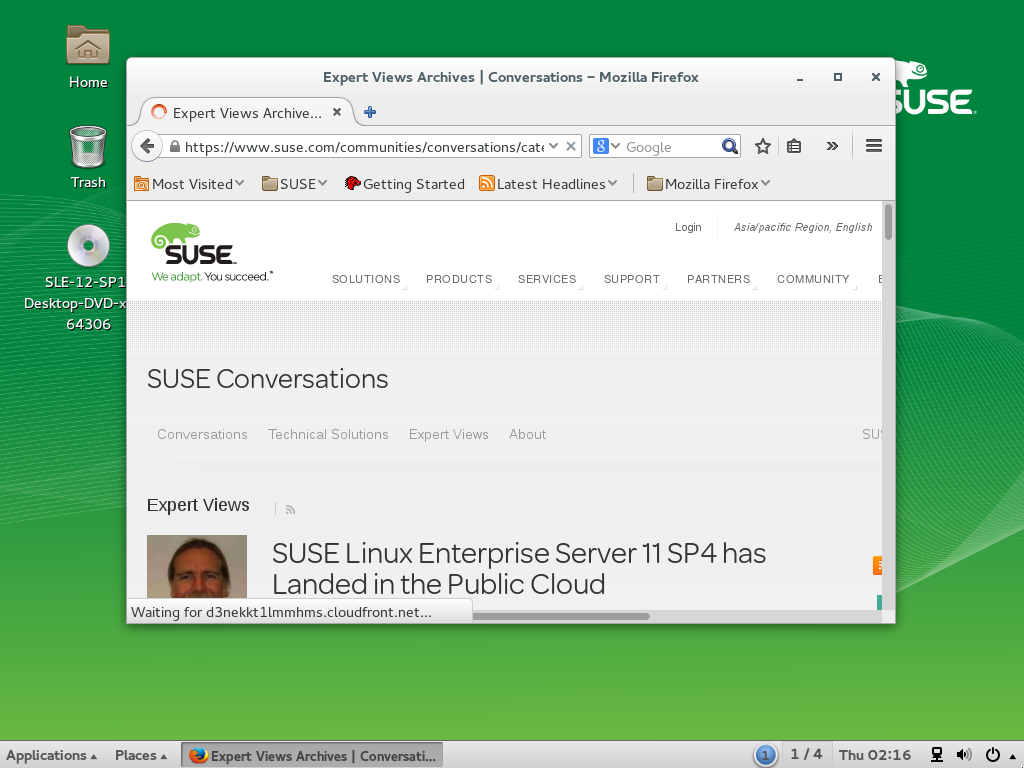 Home
Trash
SLE-12-SP1
Desktop-DVD-x
64306
SUSE
Expert Views Archives | Conversations – Mozilla Firefox
Expert Views Archive...
https://www.suse.com/communities/conversations/cate
8 Google
Most Visited SUSE Getting Started Latest Headlines Mozilla Firefox
Login Asia/pacific Region, English
SUSE
We adapt. You succeed.
SOLUTIONS PRODUCTS SERVICES SUPPORT PARTNERS COMMUNITY
SUSE Conversations
Conversations Technical Solutions Expert Views About SUS
Expert Views
SUSE Linux Enterprise Server 11 SP4 has
Landed in the Public Cloud
Waiting for d3nekkt1lmmhms.cloudfront.net...
Applications Places Expert Views Archives | Conversati... 1 1 / 4 Thu 02:16